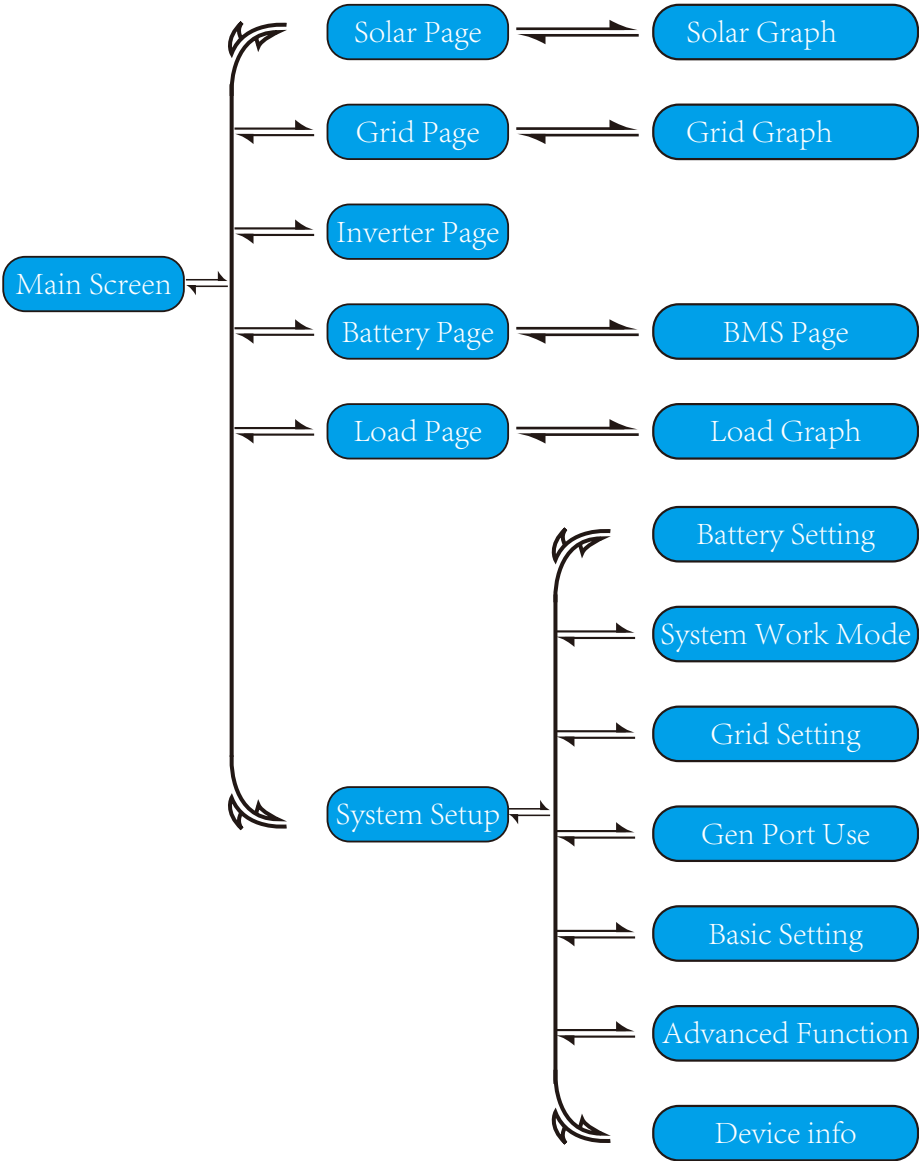 Solar Page
Solar Graph
Grid Page
Grid Graph
Inverter Page
Main Screen
Battery Page
BMS Page
Load Page
Load Graph
Battery Setting
System Work Mode
Grid Setting
System Setup
Gen Port Use
Basic Setting
Advanced Function
Device info